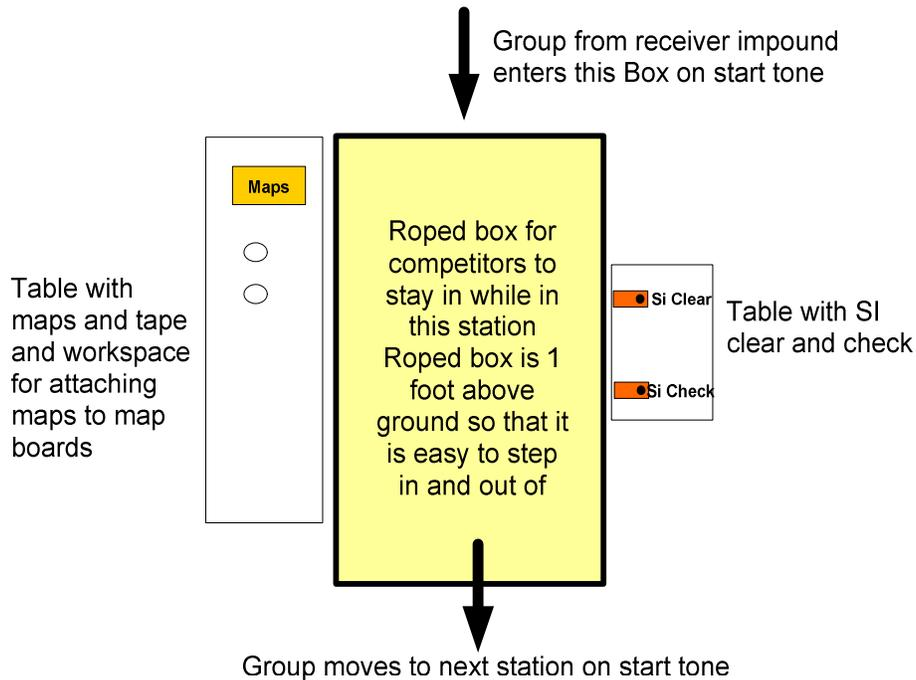 Group from receiver impound
enters this Box on start tone
Maps
Table with
maps and tape
and workspace
for attaching
maps to map
boards
Roped box for
competitors to
stay in while in
this station
Roped box is 1
foot above
ground so that it
is easy to step
in and out of
Si Clear
Si Check
Table with SI
clear and check
Group moves to next station on start tone